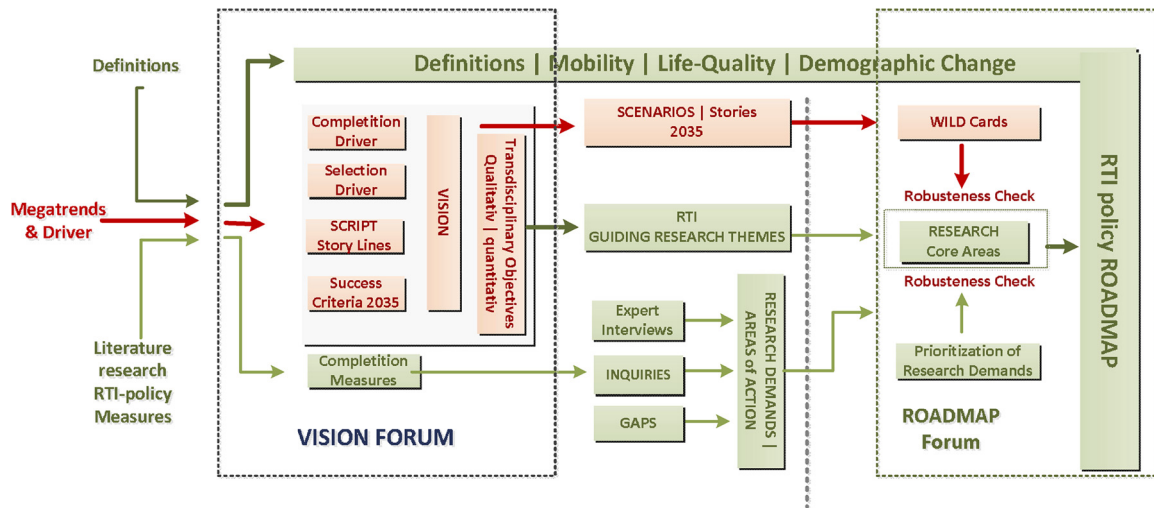 Definitions
Megatrends
& Driver
Literature
research
RTI-policy
Measures
Definitions | Mobility | Life-Quality | Demographic Change
Completition
Driver
Selection
Driver
SCRIPT
Story Lines
Success
Criteria 2035
VISION
Transdisciplinary Objectives
Qualitativ | quantitativ
Completition
Measures
VISION FORUM
SCENARIOS | Stories
2035
RTI
GUIDING RESEARCH THEMES
Expert
Interviews
INQUIRIES
GAPS
RESEARCH DEMANDS |
AREAS of ACTION
WILD Cards
Robusteness Check
RESEARCH
Core Areas
Robusteness Check
Prioritization of
Research Demands
ROADMAP
Forum
RTI policy ROADMAP